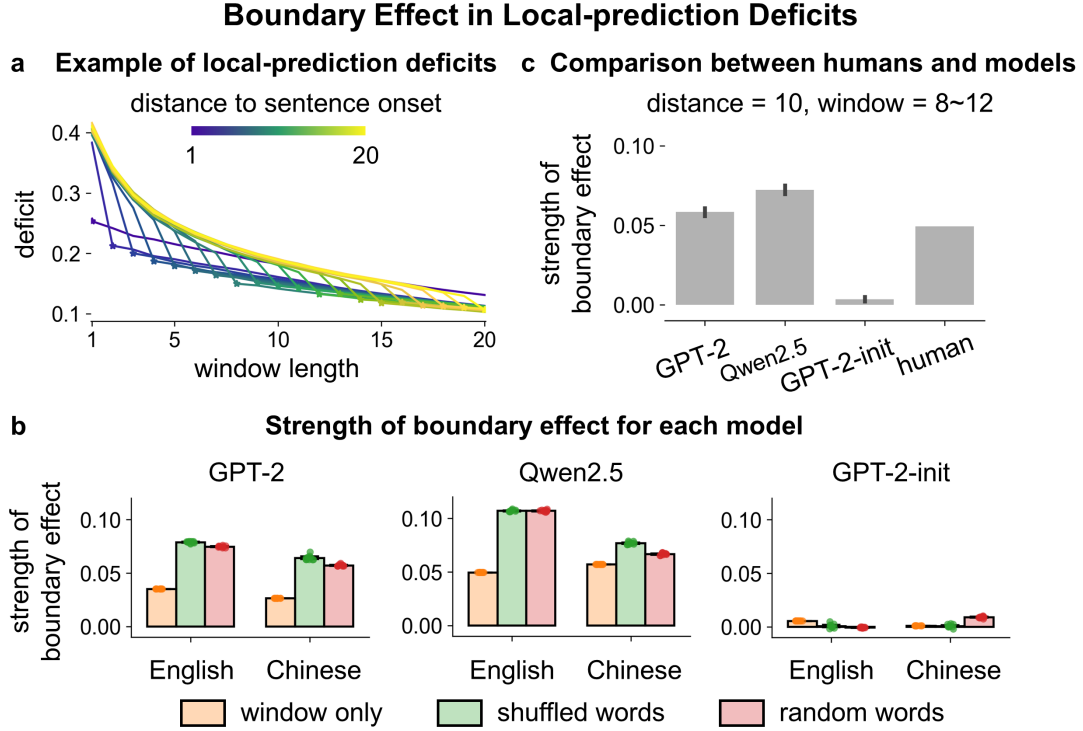 Boundary Effect in Local-prediction Deficits
a Example of local-prediction deficits
distance to sentence onset
1 20
deficit
0.4
0.3
0.2
0.1
1 5 10 15 20
window length
c Comparison between humans and models
distance = 10, window = 8~12
strength of
boundary effect
0.10
0.05
0.00
GPT-2 Qwen2.5 GPT-2-init human
b Strength of boundary effect for each model
strength of
boundary effect
GPT-2
0.10
0.05
0.00
English Chinese
Qwen2.5
0.10
0.05
0.00
English Chinese
GPT-2-init
0.10
0.05
0.00
English Chinese
window only shuffled words random words